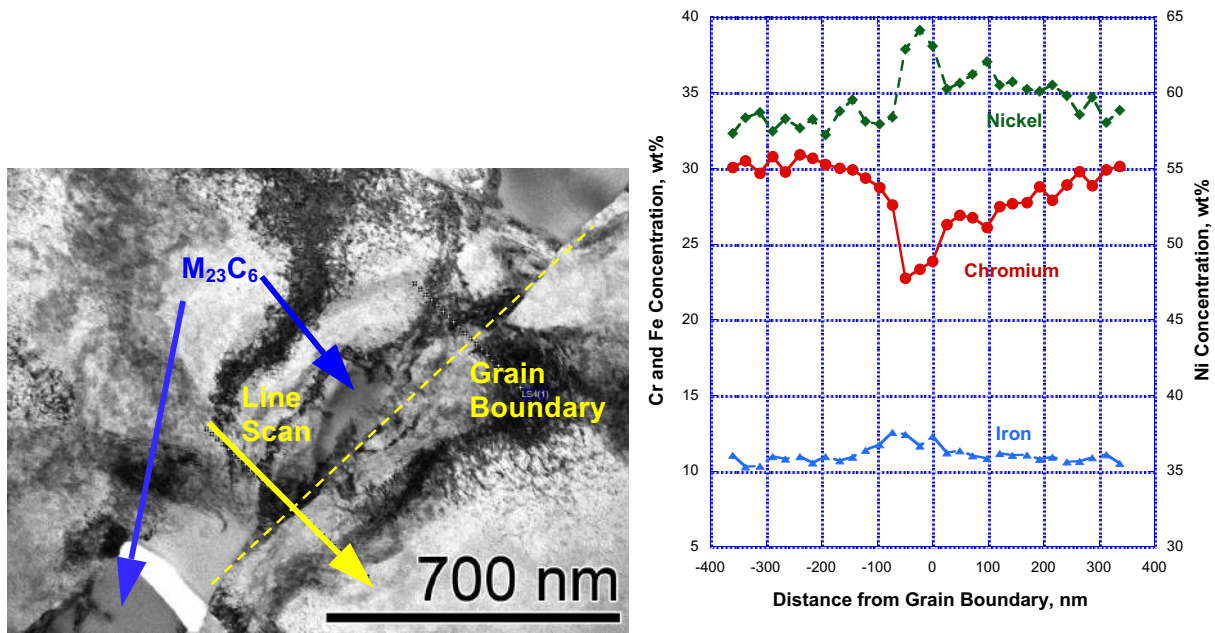 M23C6
Line
Scan
Grain
Boundary
LS4(1)
700 nm
Cr and Fe Concentration, wt%
40
35
30
25
20
15
10
5
Nickel
Chromium
Iron
65
60
55
50
45
40
35
30
Ni Concentration, wt%
-400 -300 -200 -100 0 100 200 300 400
Distance from Grain Boundary, nm